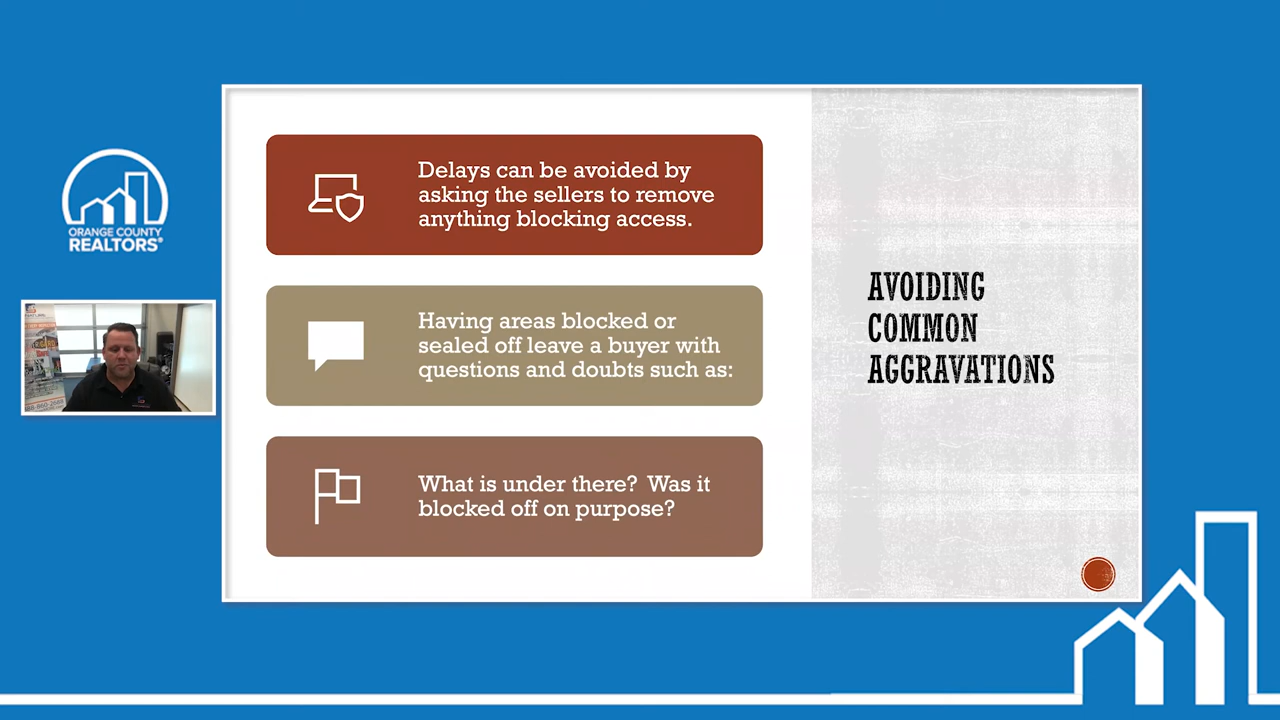 ORANGE COUNTY
REALTORS®
Delays can be avoided by
asking the sellers to remove
anything blocking access.
Having areas blocked or
sealed off leave a buyer with
questions and doubts such as:
What is under there?  Was it
blocked off on purpose?
AVOIDING
COMMON
AGGRAVATIONS